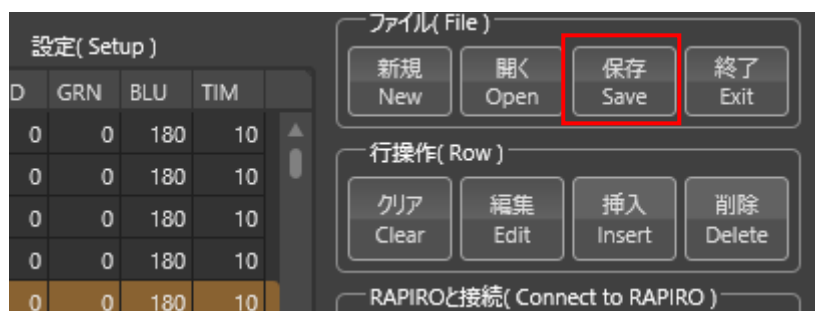 設定( Setup )
D GRN BLU TIM
0 0 180 10
0 0 180 10
0 0 180 10
0 0 180 10
0 0 180 10
ファイル( File )
新規 開く 保存 終了
New Open Save Exit
行操作( Row )
クリア 編集 挿入 削除
Clear Edit Insert Delete
RAPIROと接続( Connect to RAPIRO )